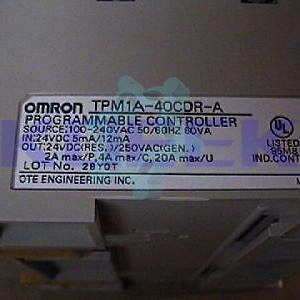 OMRON TPM1A-40CDR-A
PROGRAMMABLE CONTROLLER
SOURCE:100-240VAC 50/60HZ 60VA
IN:24VDC 5mA/12mA
OUT:24VDC(RES.)/250VAC(GEN.)
2A max/P,4A max/C,20A max/U
LOT No. 28Y0T
OTE ENGINEERING INC.
UL
LISTED
IND.CONT